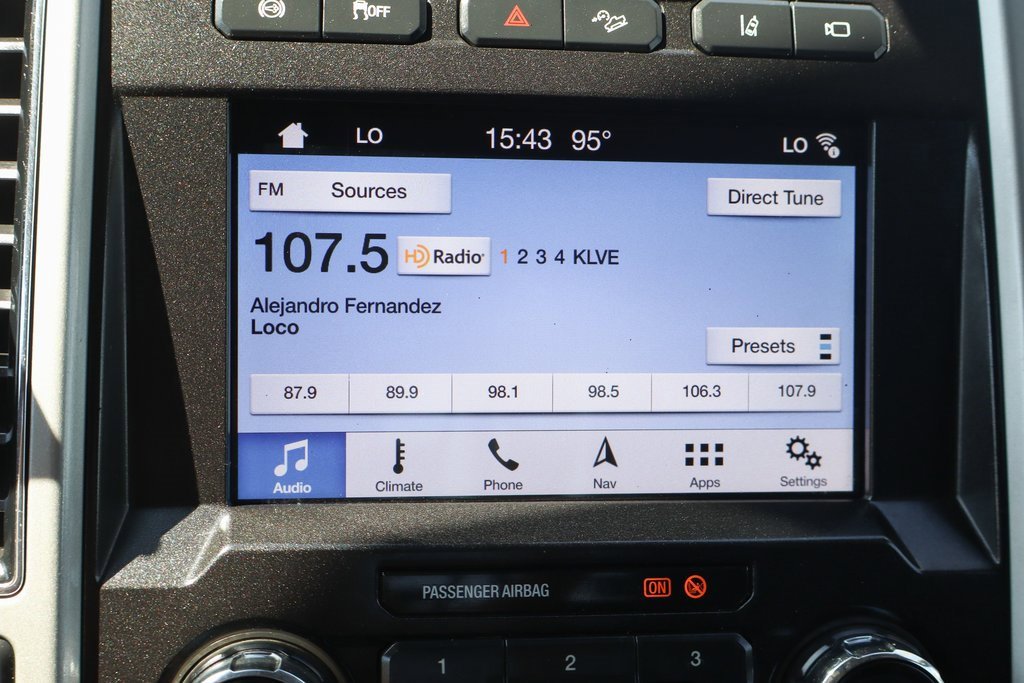 OFF
LO 15:43 95° LO
FM Sources Direct Tune
107.5 HD Radio 1 2 3 4 KLVE
Alejandro Fernandez
Loco
Presets
87.9 89.9 98.1 98.5 106.3 107.9
Audio Climate Phone Nav Apps Settings
PASSENGER AIRBAG ON
1 2 3